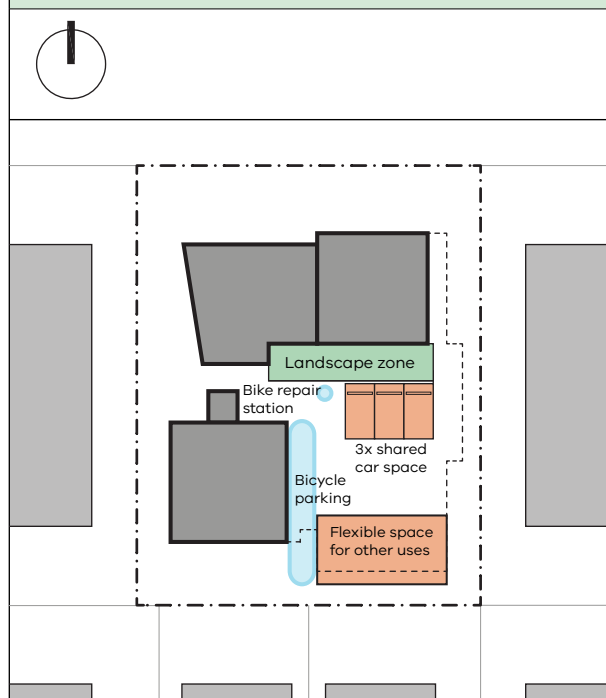 Landscape zone
Bike repair
station
3x shared
car space
Bicycle
parking
Flexible space
for other uses